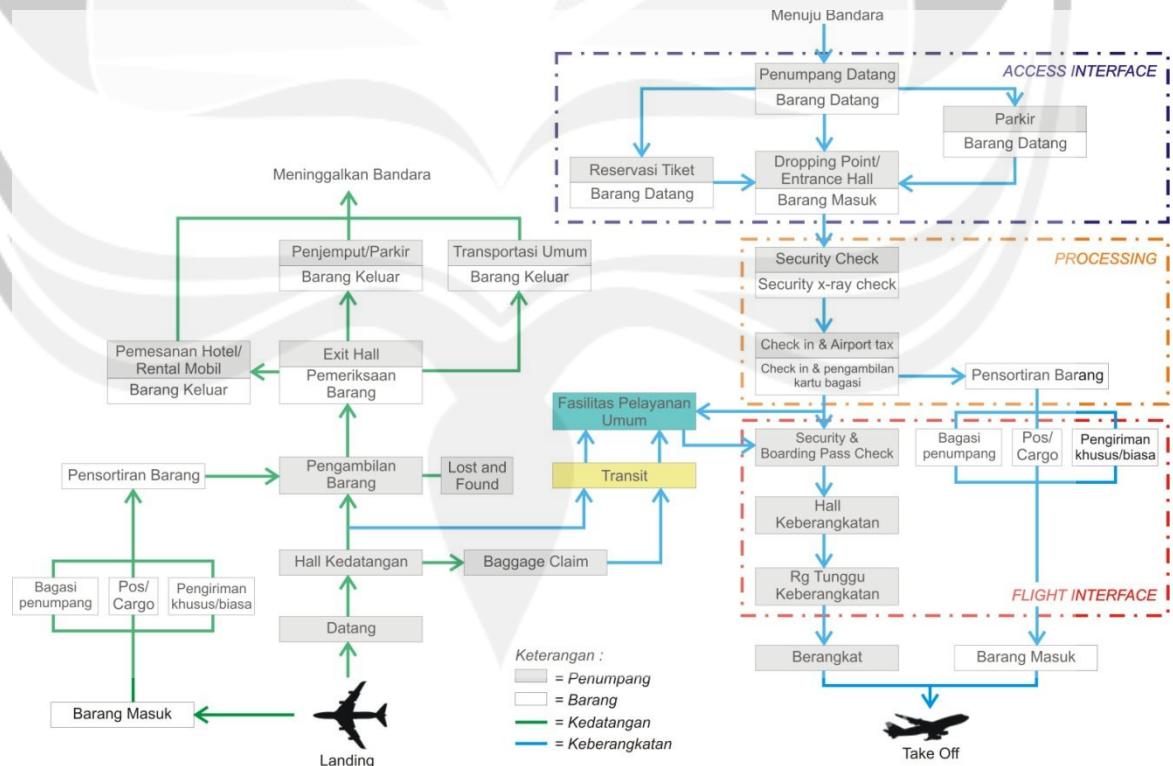 Menuju Bandara
ACCESS INTERFACE
Penumpang Datang
Barang Datang
Parkir
Barang Datang
Reservasi Tiket
Barang Datang
Dropping Point/
Entrance Hall
Barang Masuk
PROCESSING
Security Check
Security x-ray check
Check in & Airport tax
Check in & pengambilan
kartu bagasi
Pensortiran Barang
Fasilitas Pelayanan
Umum
Transit
Security &
Boarding Pass Check
Bagasi
penumpang
Pos/
Cargo
Pengiriman
khusus/biasa
Hall
Keberangkatan
Rg Tunggu
Keberangkatan
FLIGHT INTERFACE
Berangkat
Barang Masuk
Take Off
Meninggalkan Bandara
Penjemput/Parkir
Barang Keluar
Transportasi Umum
Barang Keluar
Pemesanan Hotel/
Rental Mobil
Barang Keluar
Exit Hall
Pemeriksaan
Barang
Pensortiran Barang
Pengambilan
Barang
Lost and
Found
Hall Kedatangan
Baggage Claim
Bagasi
penumpang
Pos/
Cargo
Pengiriman
khusus/biasa
Datang
Barang Masuk
Landing
Keterangan :
= Penumpang
= Barang
= Kedatangan
= Keberangkatan